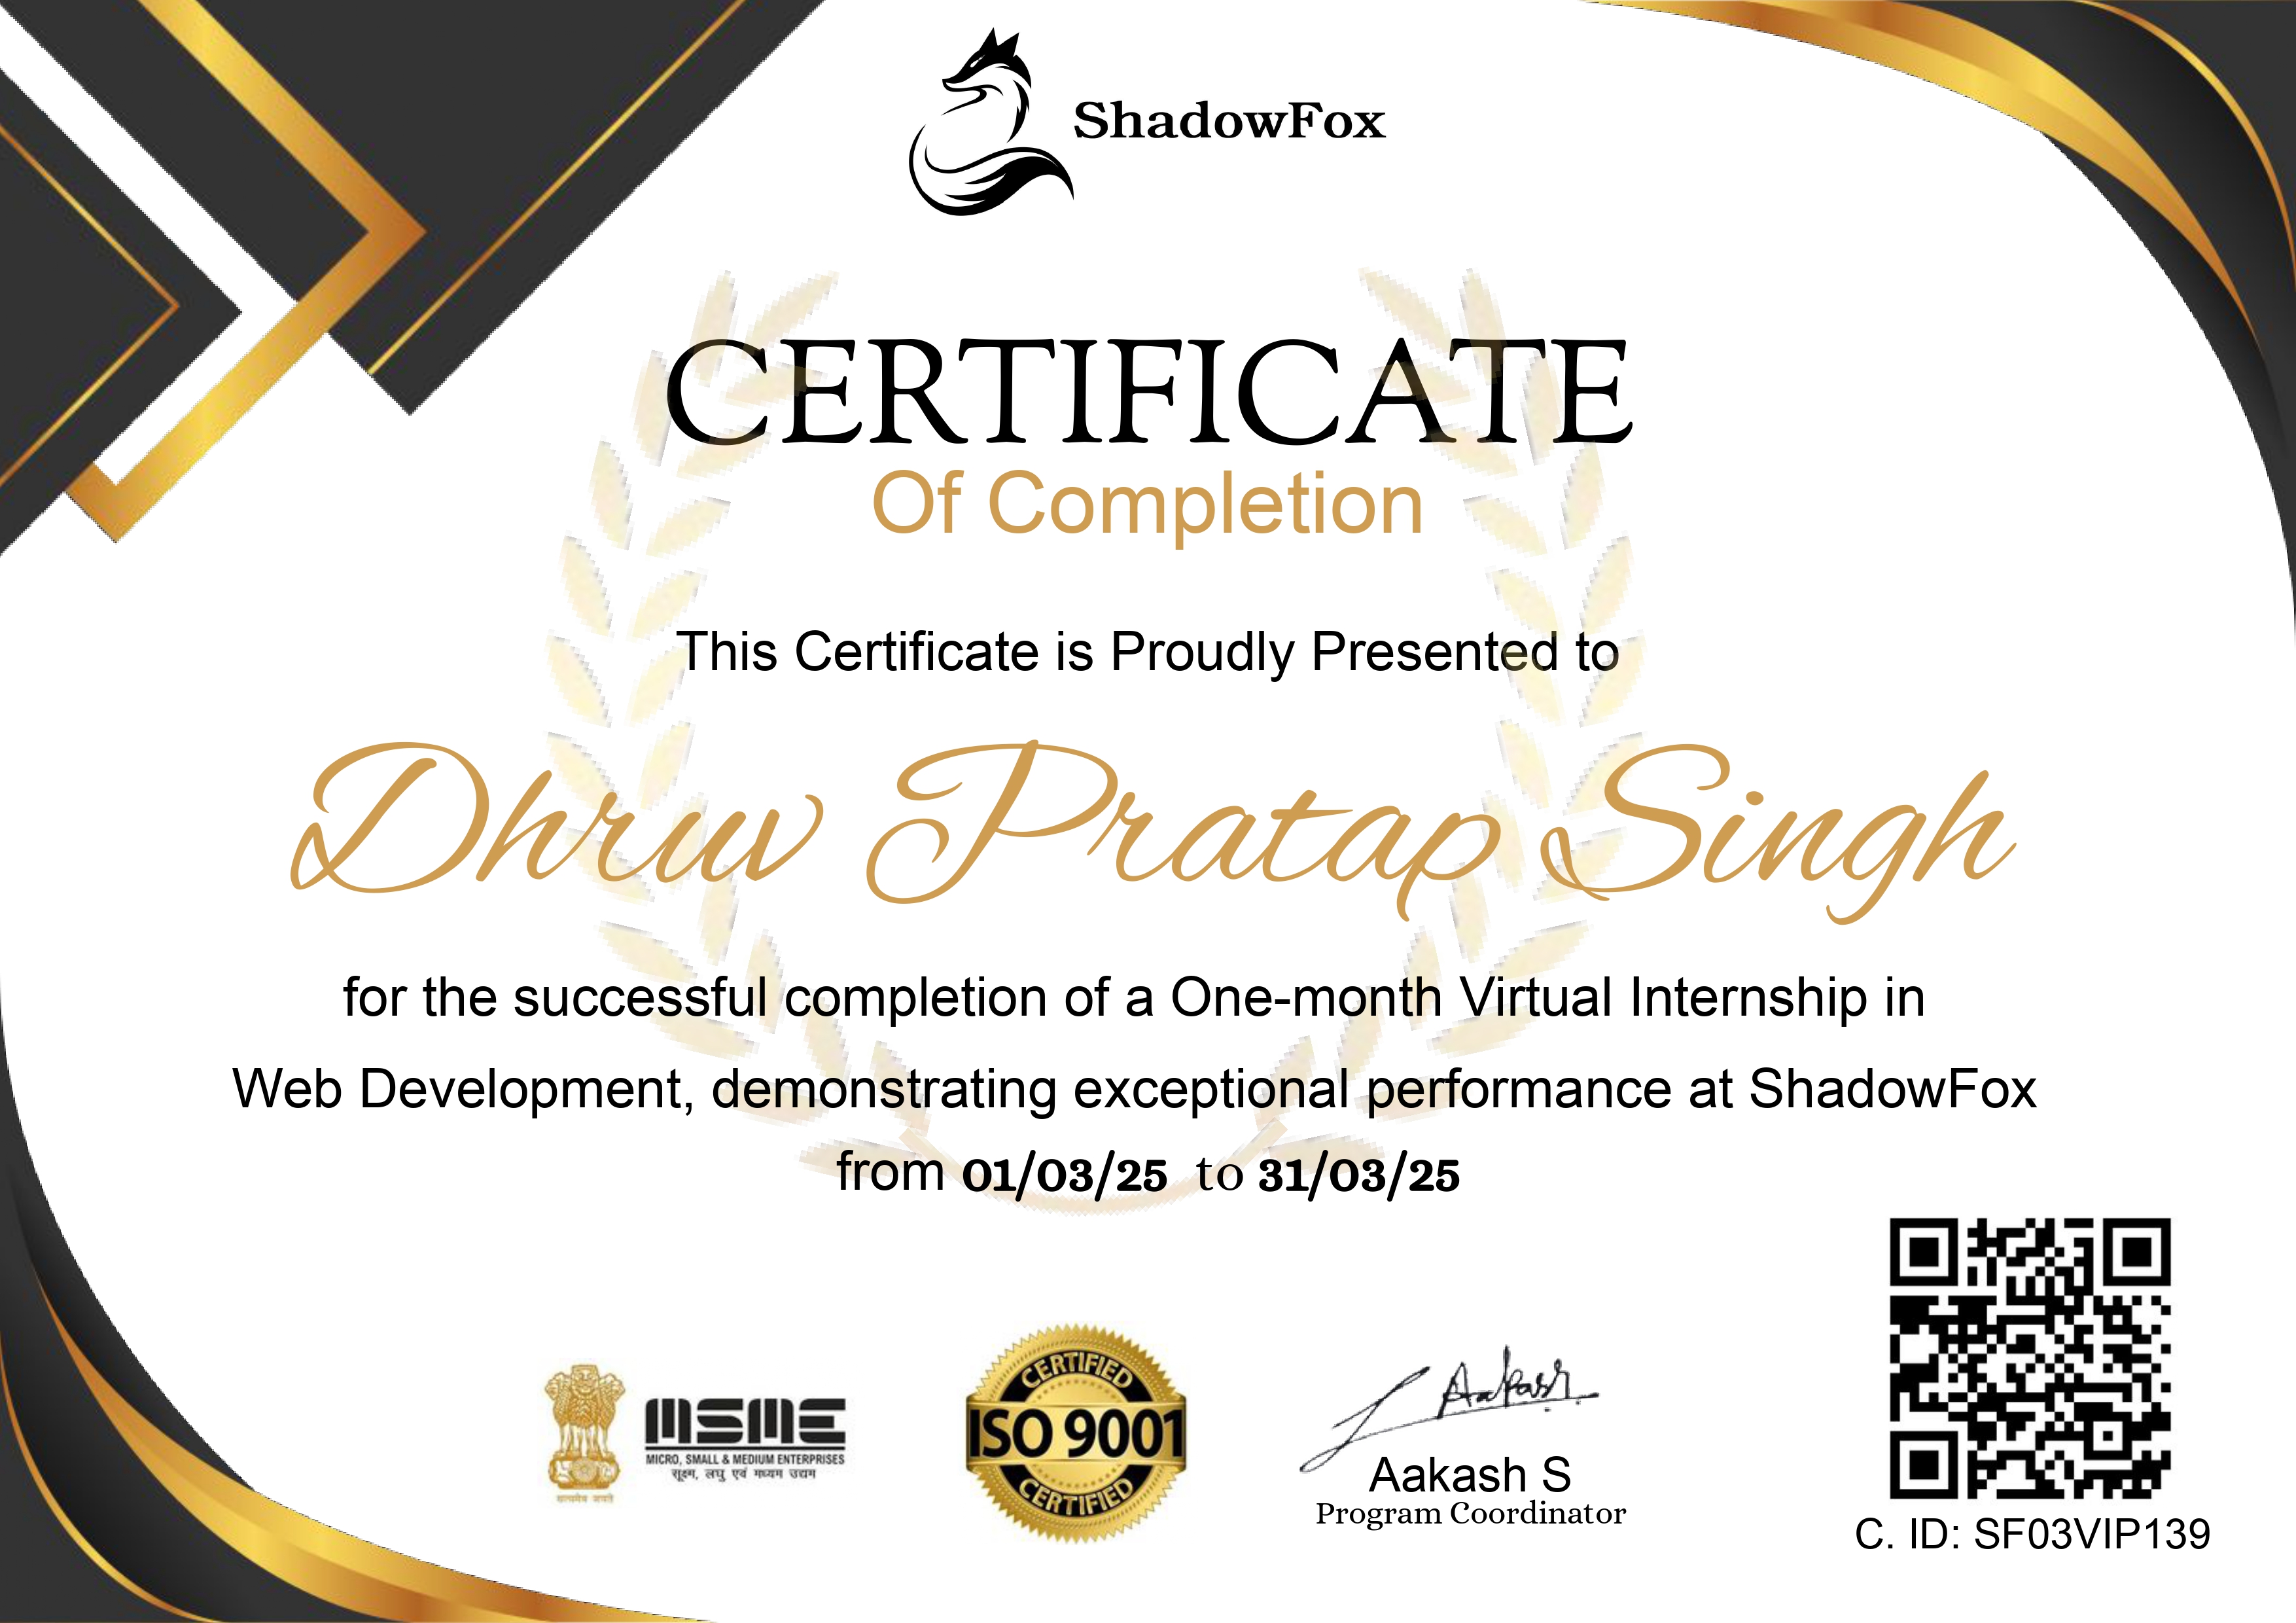 ShadowFox
CERTIFICATE
Of Completion
This Certificate is Proudly Presented to
Dhruv Pratap Singh
for the successful completion of a One-month Virtual Internship in
Web Development, demonstrating exceptional performance at ShadowFox
from 01/03/25 to 31/03/25
सत्यमेव जयते
MSME
MICRO, SMALL & MEDIUM ENTERPRISES
सूक्ष्म, लघु एवं मध्यम उद्यम
CERTIFIED
ISO 9001
CERTIFIED
Aakash
Aakash S
Program Coordinator
C. ID: SF03VIP139